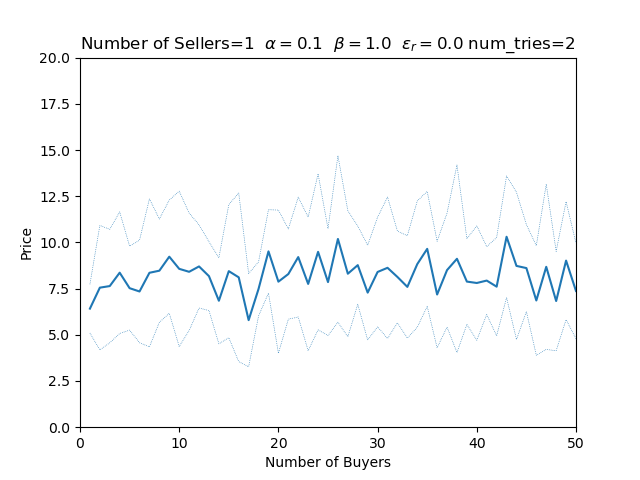 Number of Sellers=1 α = 0.1 β = 1.0 εr = 0.0 num_tries=2
20.0
17.5
15.0
12.5
10.0
7.5
5.0
2.5
0.0
Price
0 10 20 30 40 50
Number of Buyers